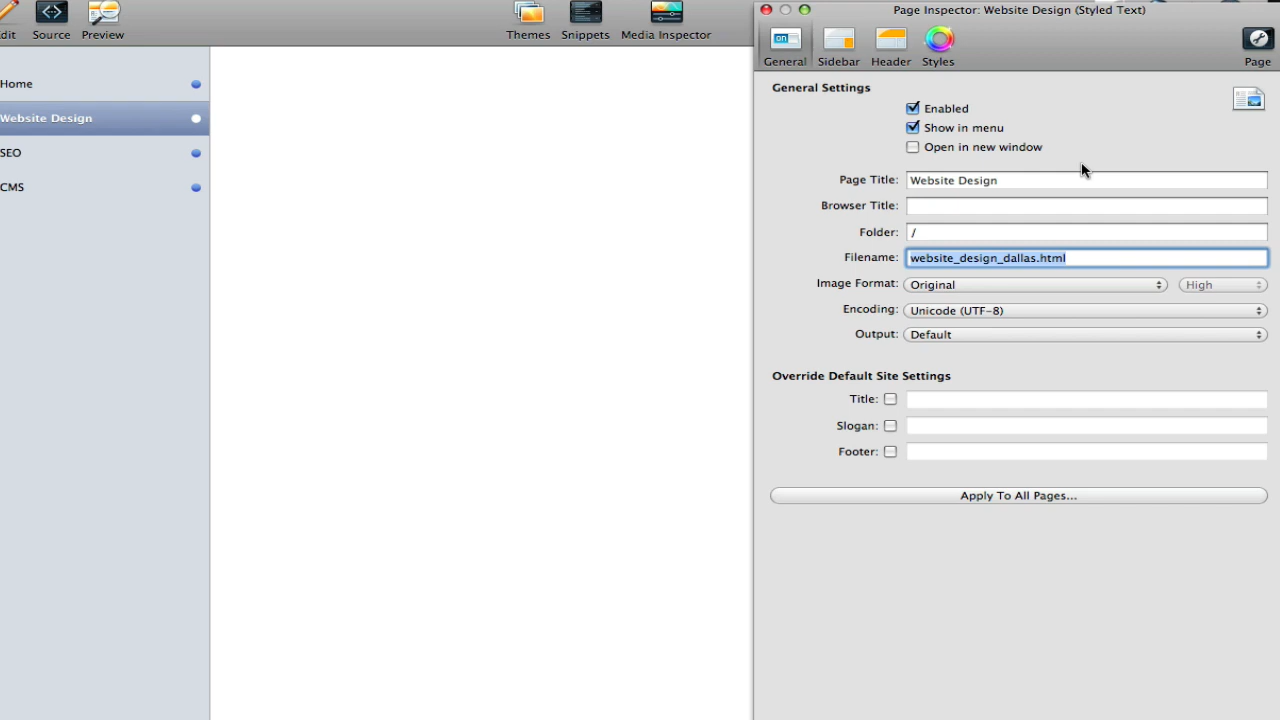 Page Inspector: Website Design (Styled Text)
Source Preview Themes Snippets Media Inspector
General Sidebar Header Styles Page
Home
Website Design
SEO
CMS
General Settings
Enabled
Show in menu
Open in new window
Page Title: Website Design
Browser Title:
Folder: /
Filename: website_design_dallas.html
Image Format: Original High
Encoding: Unicode (UTF-8)
Output: Default
Override Default Site Settings
Title:
Slogan:
Footer:
Apply To All Pages...